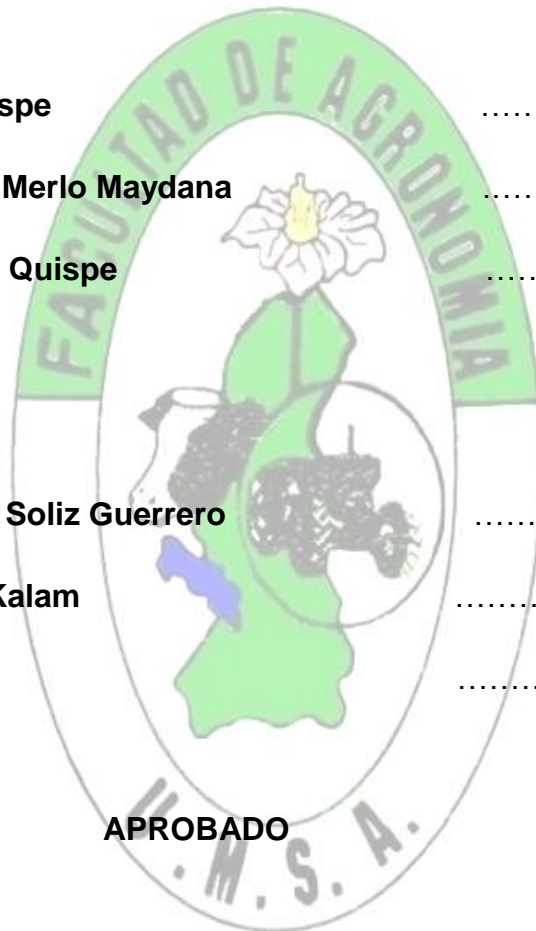 FACULTAD DE AGRONOMIA
spe ......
Merlo Maydana ......
Quispe ......
Soliz Guerrero ......
Kalam .........
.........
APROBADO
U.M.S.A.